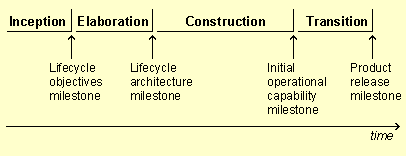 Inception Elaboration Construction Transition
Lifecycle objectives milestone
Lifecycle architecture milestone
Initial operational capability milestone
Product release milestone
time